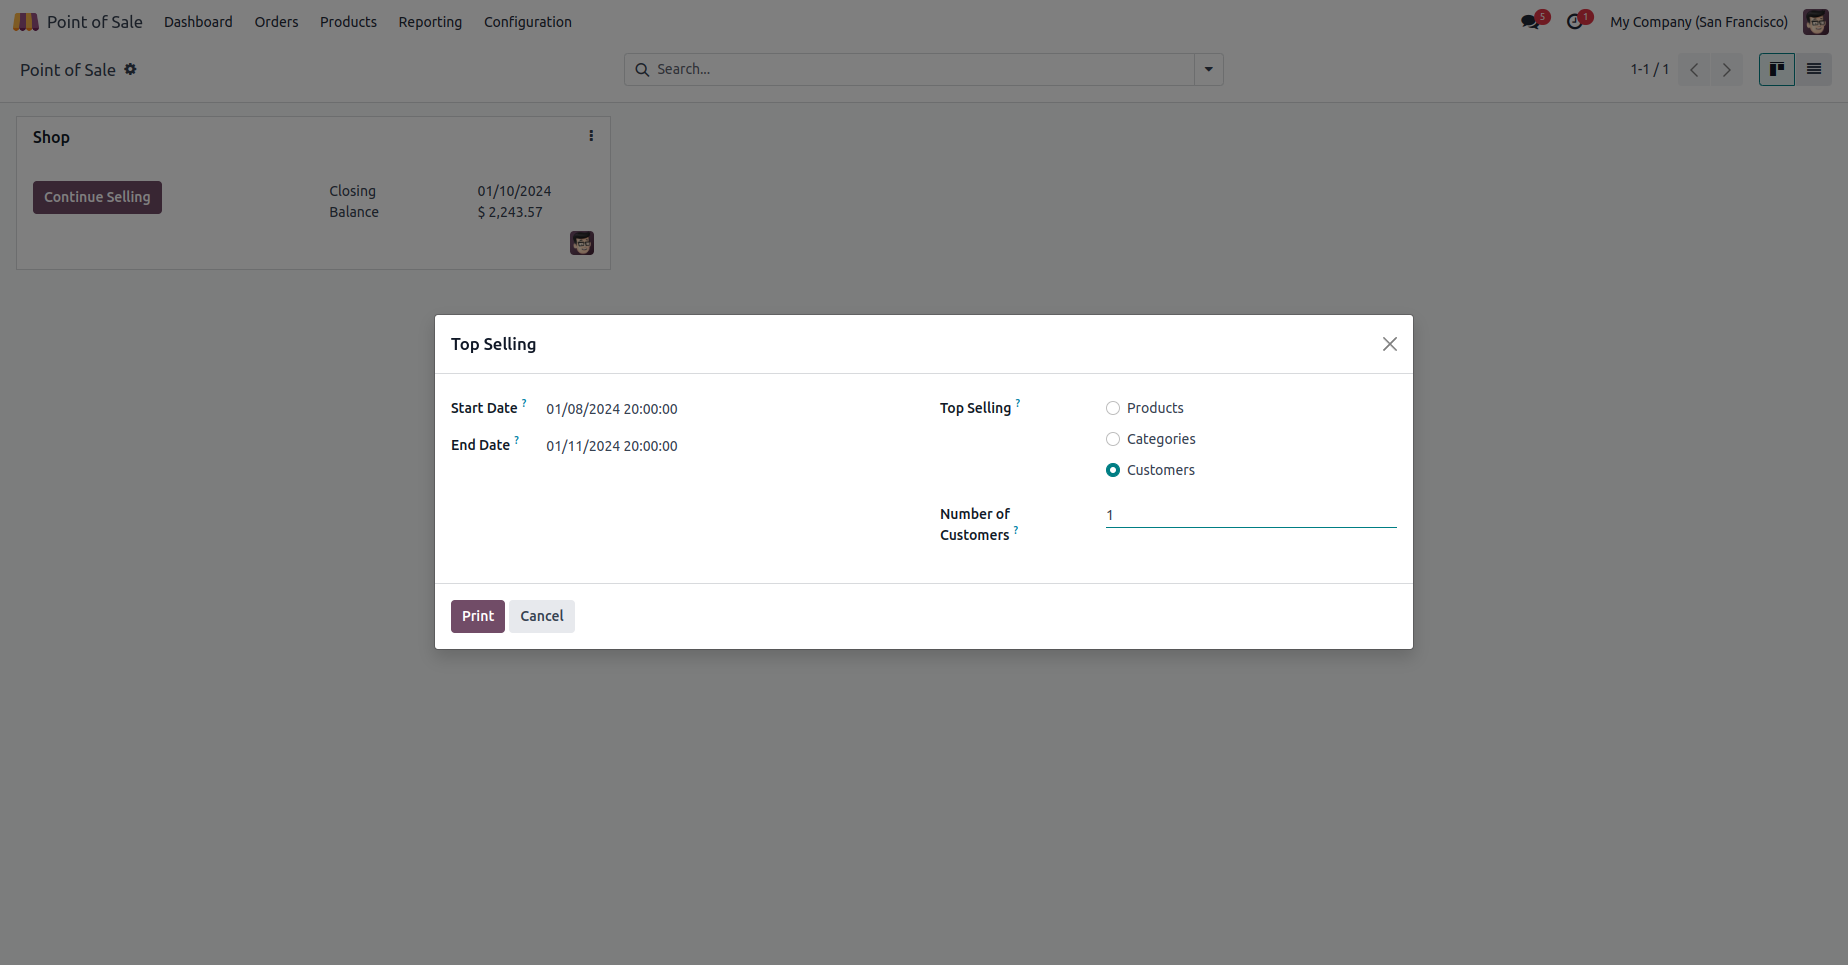 Point of Sale Dashboard Orders Products Reporting Configuration 5 1 My Company (San Francisco)
Point of Sale Search... 1-1 / 1
Shop
Continue Selling Closing 01/10/2024
Balance $ 2,243.57
Top Selling
Start Date ? 01/08/2024 20:00:00 Top Selling ? Products
End Date ? 01/11/2024 20:00:00 Categories
Customers
Number of 1
Customers ?
Print Cancel